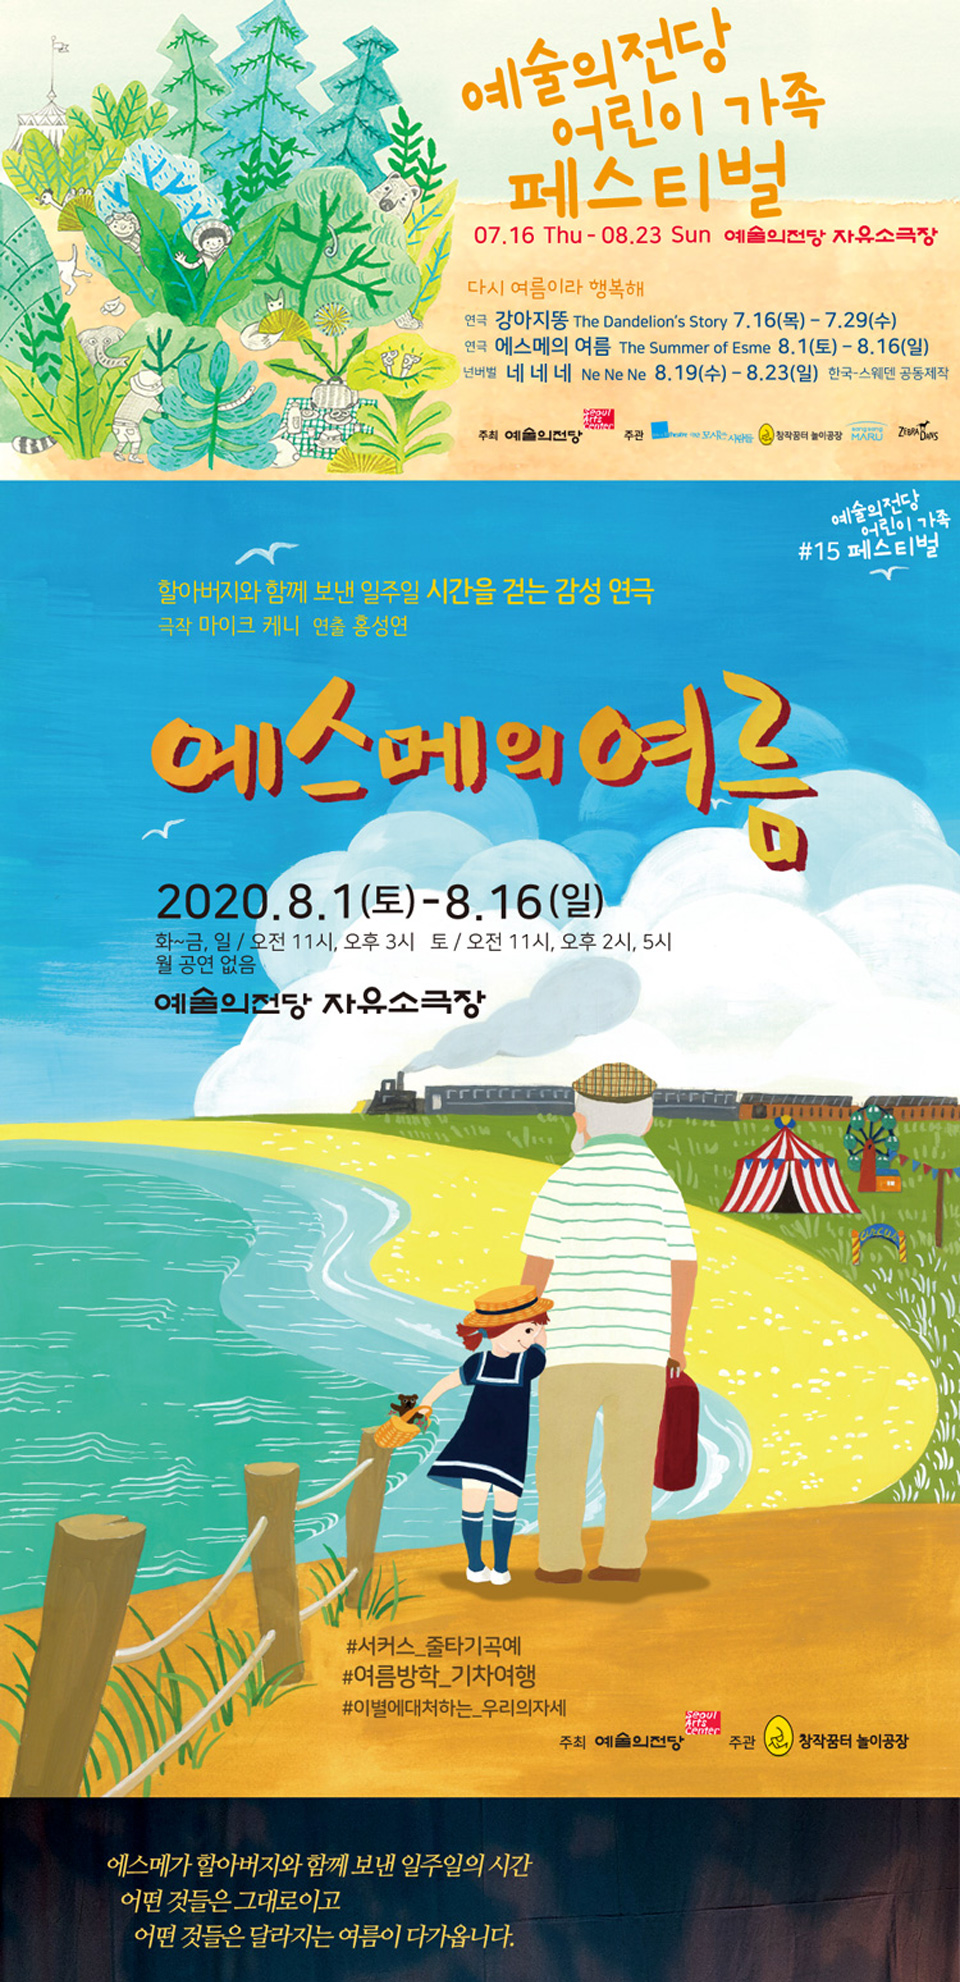 예술의전당
어린이 가족
페스티벌
07.16 Thu - 08.23 Sun 예술의전당 자유소극장
다시 여름이라 행복해
연극 강아지똥 The Dandelion's Story 7.16(목) - 7.29(수)
연극 에스메의 여름 The Summer of Esme 8.1(토) - 8.16(일)
넌버벌 네 네 네 Ne Ne Ne 8.19(수) - 8.23(일) 한국-스웨덴 공동제작
주최 예술의전당 Seoul Arts Center 주관 창작꿈터 놀이공장 MARU ZEBRA
예술의전당
어린이 가족
#15 페스티벌
할아버지와 함께 보낸 일주일 시간을 걷는 감성 연극
극작 마이크 케니 연출 홍성연
에스메의 여름
2020.8.1(토)-8.16(일)
화~금, 일 / 오전 11시, 오후 3시 토 / 오전 11시, 오후 2시, 5시
월 공연 없음
예술의전당 자유소극장
CIRCUS
#서커스_줄타기곡예
#여름방학_기차여행
#이별에대처하는_우리의자세
주최 예술의전당 Seoul Arts Center 주관 창작꿈터 놀이공장
에스메가 할아버지와 함께 보낸 일주일의 시간
어떤 것들은 그대로이고
어떤 것들은 달라지는 여름이 다가옵니다.